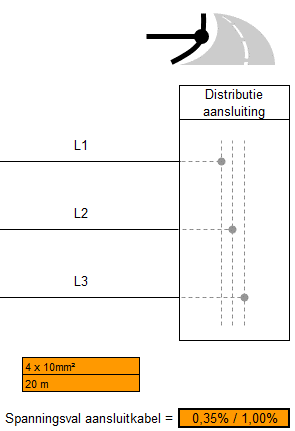 Distributie
aansluiting
L1
L2
L3
4 x 10mm²
20 m
Spanningsval aansluitkabel = 0,35% / 1,00%